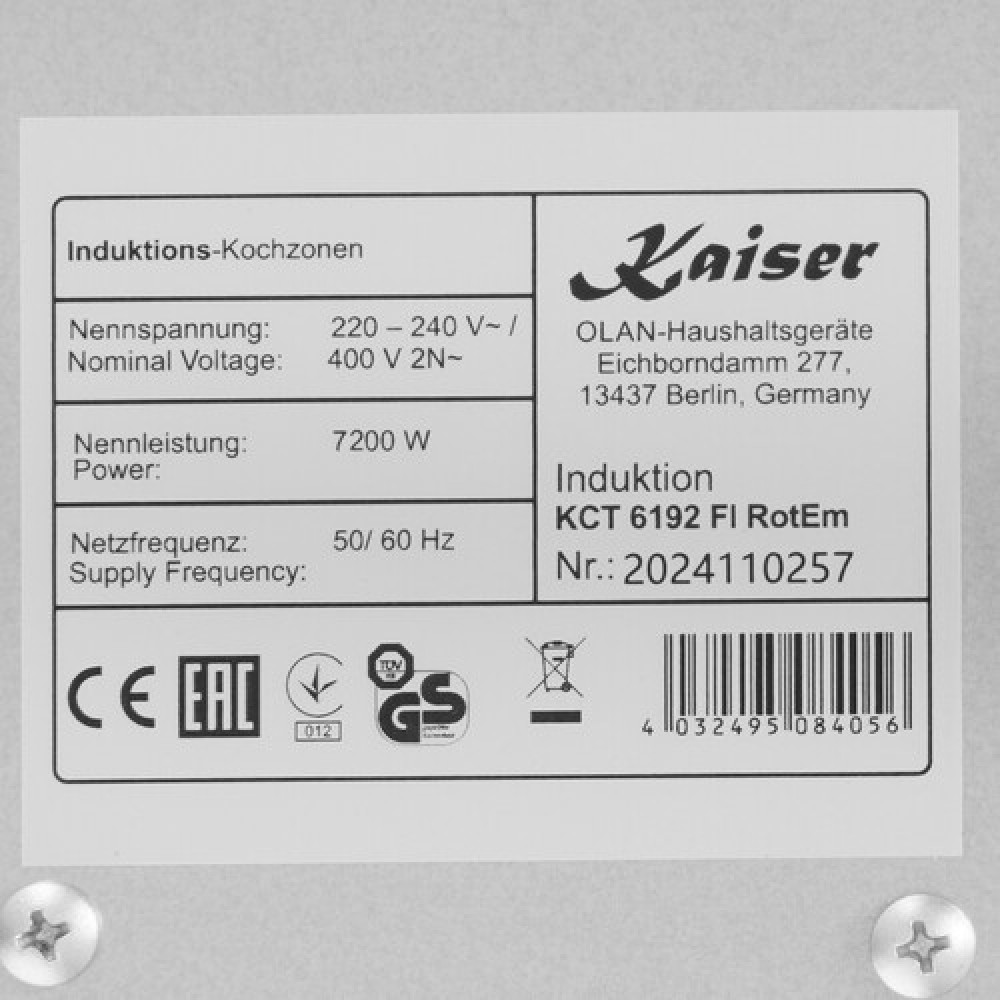 Induktions-Kochzonen
Nennspannung: 220 – 240 V~ /
Nominal Voltage: 400 V 2N~
Nennleistung: 7200 W
Power:
Netzfrequenz: 50/ 60 Hz
Supply Frequency:
Kaiser
OLAN-Haushaltsgeräte
Eichborndamm 277,
13437 Berlin, Germany
Induktion
KCT 6192 FI RotEm
Nr.: 2024110257
CE
EAC
012
TÜV
GS
4 032495 084056